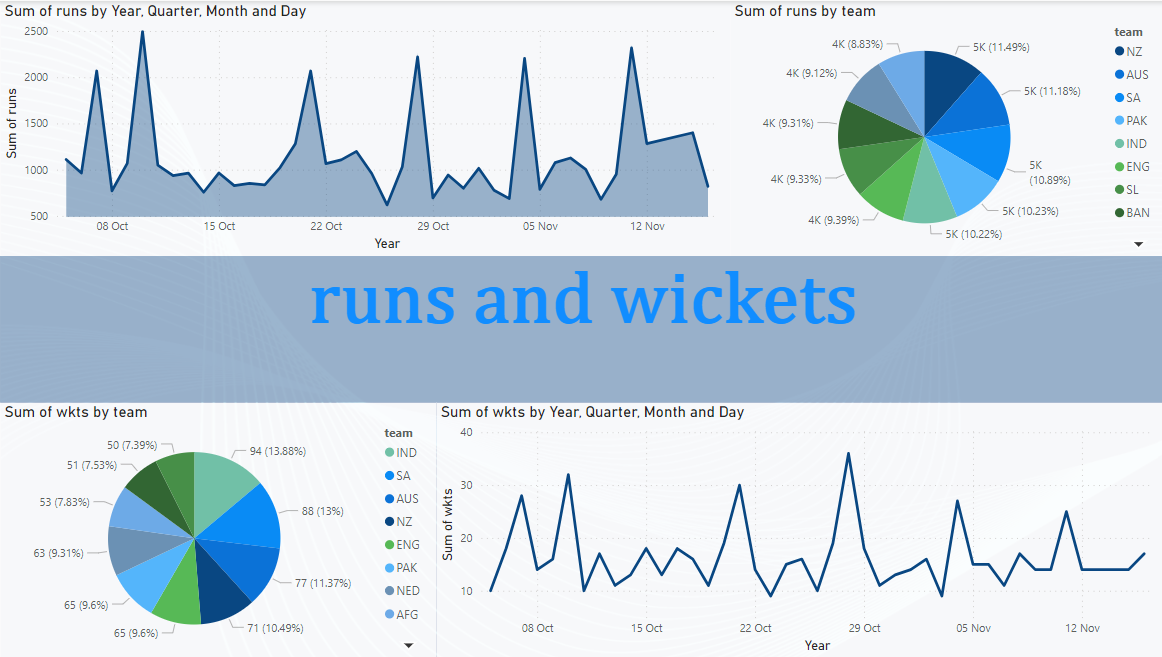 Sum of runs by Year, Quarter, Month and Day
2500
2000
1500
1000
500
Sum of runs
08 Oct
15 Oct
22 Oct
29 Oct
05 Nov
12 Nov
Year
Sum of runs by team
4K (8.83%)
5K (11.49%)
4K (9.12%)
5K (11.18%)
4K (9.31%)
5K
(10.89%)
4K (9.33%)
5K (10.23%)
4K (9.39%)
5K (10.22%)
team
NZ
AUS
SA
PAK
IND
ENG
SL
BAN
runs and wickets
Sum of wkts by team
50 (7.39%)
94 (13.88%)
51 (7.53%)
53 (7.83%)
88 (13%)
63 (9.31%)
77 (11.37%)
65 (9.6%)
71 (10.49%)
65 (9.6%)
team
IND
SA
AUS
NZ
ENG
PAK
NED
AFG
Sum of wkts by Year, Quarter, Month and Day
40
30
20
10
Sum of wkts
08 Oct
15 Oct
22 Oct
29 Oct
05 Nov
12 Nov
Year